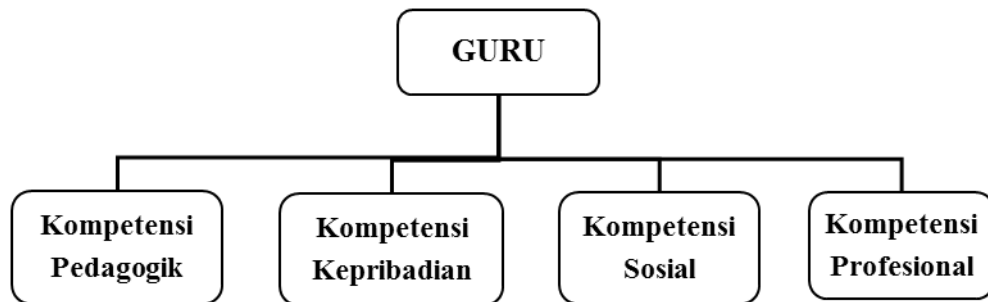 GURU
Kompetensi
Pedagogik
Kompetensi
Kepribadian
Kompetensi
Sosial
Kompetensi
Profesional